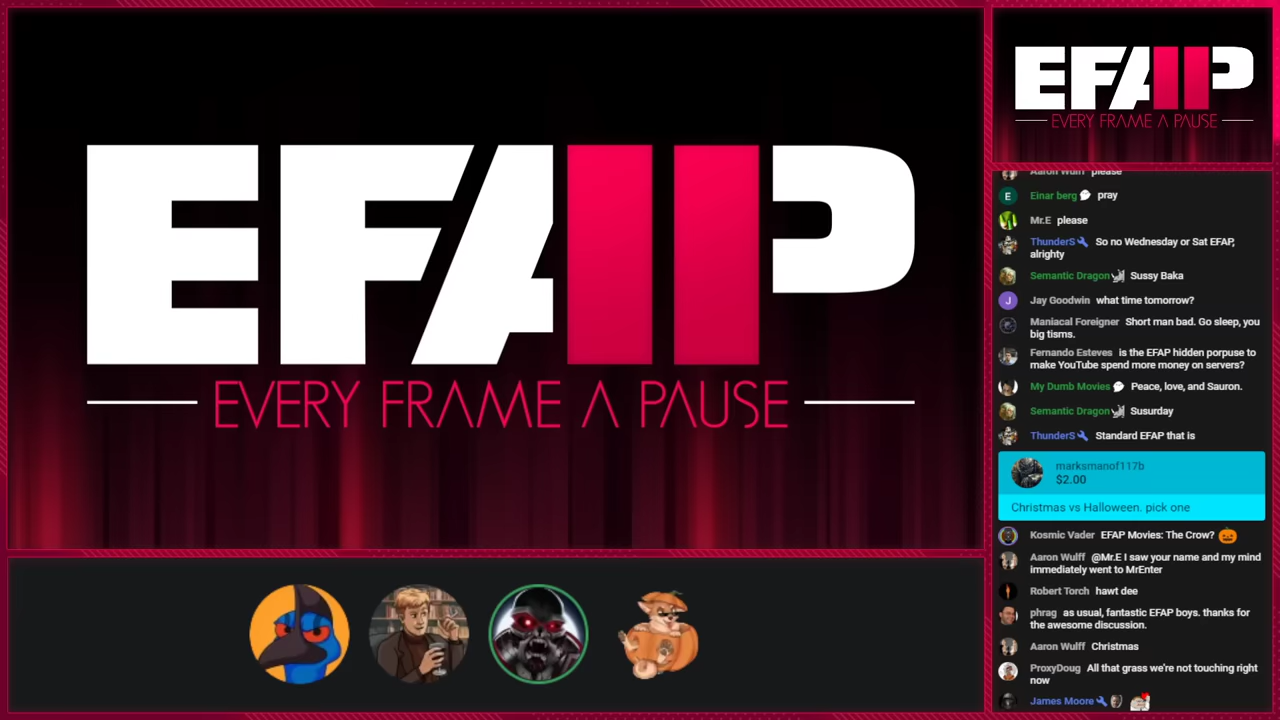 EFAP
EVERY FRAME A PAUSE
EFAP
EVERY FRAME A PAUSE
Aaron Wulff please
Einar berg pray
Mr.E please
ThunderS So no Wednesday or Sat EFAP,
alrighty
Semantic Dragon Sussy Baka
Jay Goodwin what time tomorrow?
Maniacal Foreigner Short man bad. Go sleep, you
big tisms.
Fernando Esteves is the EFAP hidden porpuse to
make YouTube spend more money on servers?
My Dumb Movies Peace, love, and Sauron.
Semantic Dragon Susurday
ThunderS Standard EFAP that is
marksmanof117b
$2.00
Christmas vs Halloween. pick one
Kosmic Vader EFAP Movies: The Crow?
Aaron Wulff @Mr.E I saw your name and my mind
immediately went to MrEnter
Robert Torch hawt dee
phrag as usual, fantastic EFAP boys. thanks for
the awesome discussion.
Aaron Wulff Christmas
ProxyDoug All that grass we're not touching right
now
James Moore